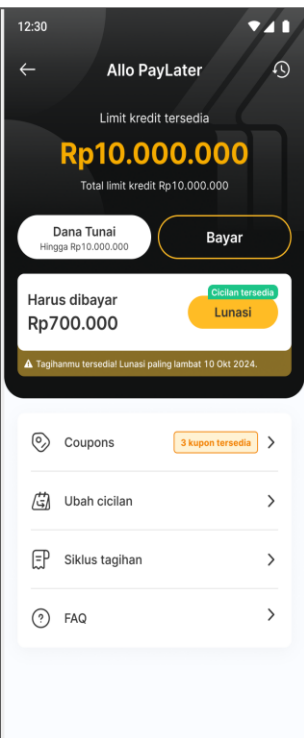 12:30
Allo PayLater
Limit kredit tersedia
Rp10.000.000
Total limit kredit Rp10.000.000
Dana Tunai
Hingga Rp10.000.000
Bayar
Cicilan tersedia
Harus dibayar
Lunasi
Rp700.000
Tagihanmu tersedia! Lunasi paling lambat 10 Okt 2024.
Coupons
3 kupon tersedia
Ubah cicilan
Siklus tagihan
FAQ